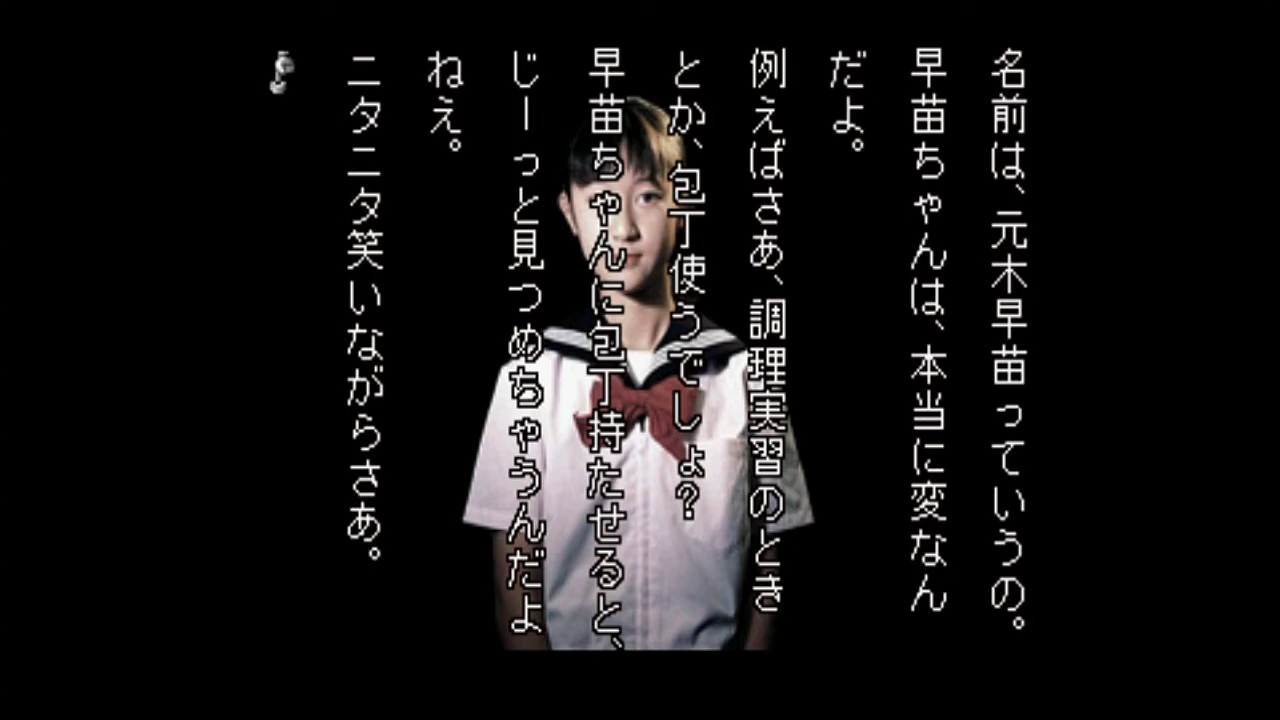 名前は、元木早苗っていうの。
早苗ちゃんは、本当に変なん
だよ。
例えばさあ、調理実習のとき
とか、包丁使うでしょ？
早苗ちゃんに包丁持たせると、
じーっと見つめちゃうんだよ
ねえ。
ニタニタ笑いながらさあ。